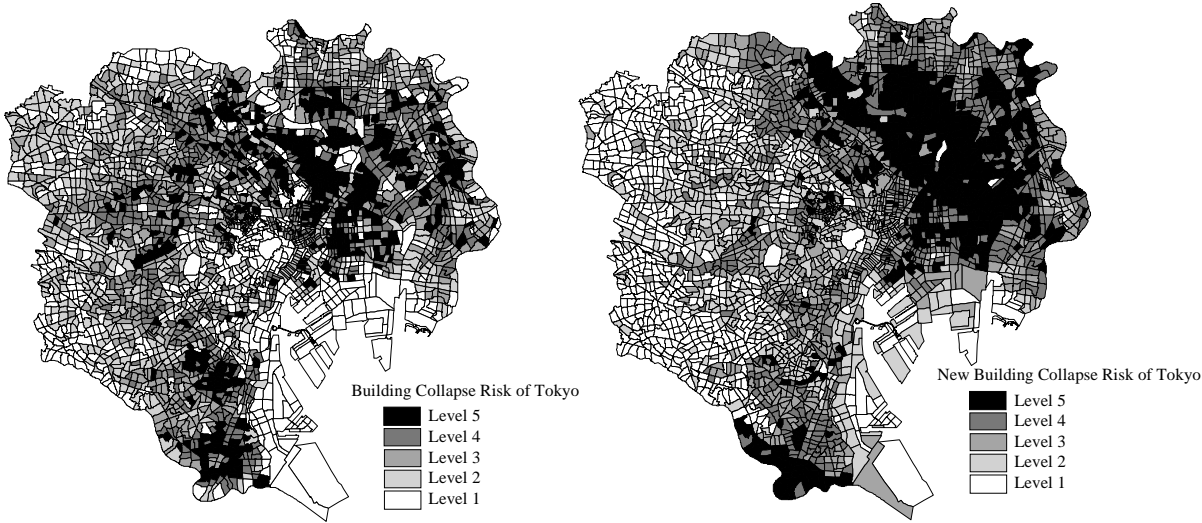 Building Collapse Risk of Tokyo
Level 5
Level 4
Level 3
Level 2
Level 1
New Building Collapse Risk of Tokyo
Level 5
Level 4
Level 3
Level 2
Level 1